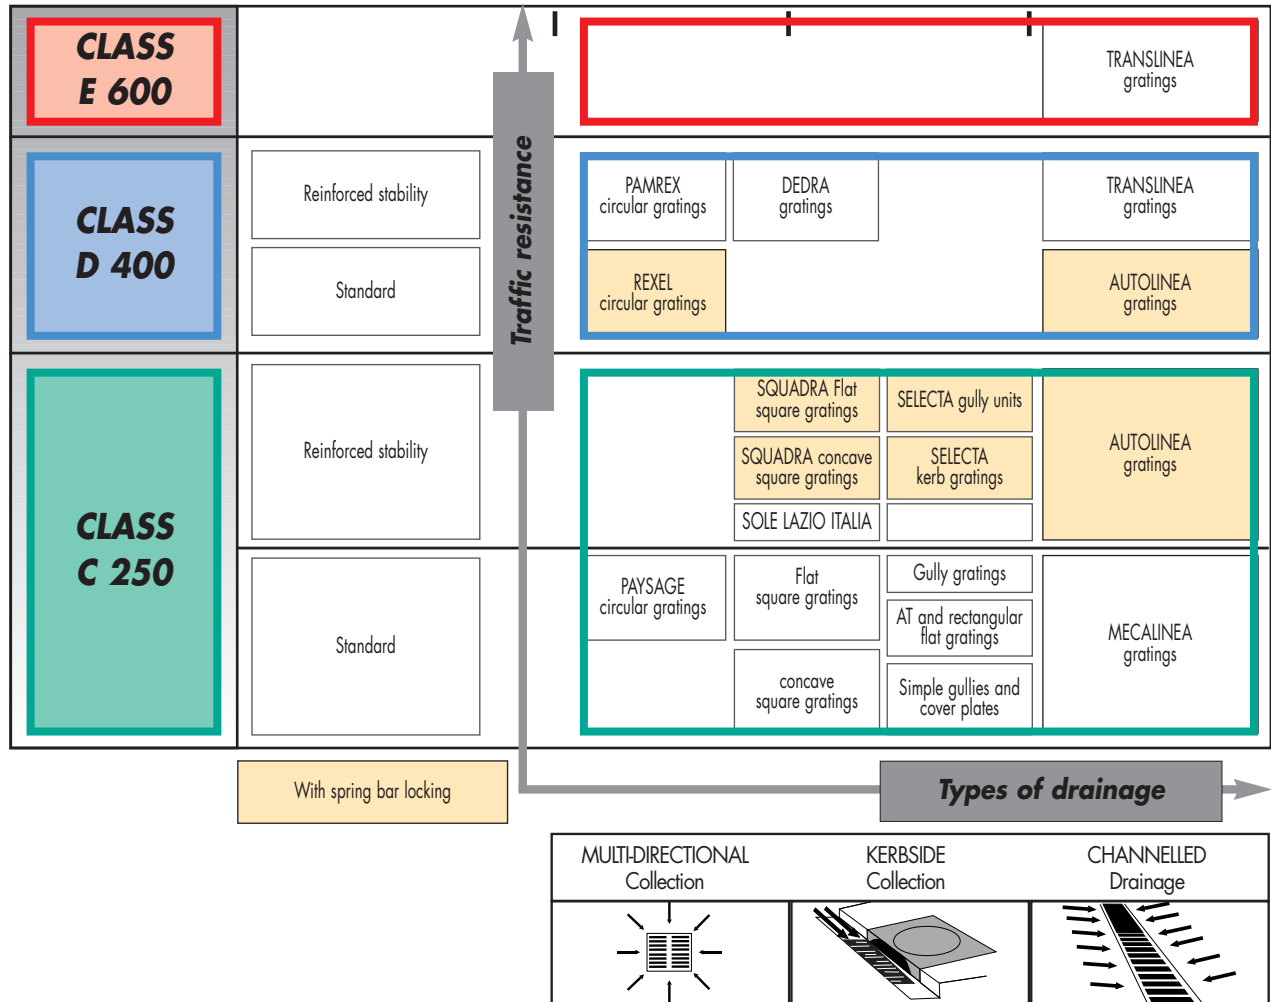 CLASS
E 600
TRANSLINEA
gratings
Traffic resistance
CLASS
D 400
Reinforced stability
PAMREX
circular gratings
DEDRA
gratings
TRANSLINEA
gratings
Standard
REXEL
circular gratings
AUTOLINEA
gratings
CLASS
C 250
Reinforced stability
SQUADRA Flat
square gratings
SELECTA gully units
AUTOLINEA
gratings
SQUADRA concave
square gratings
SELECTA
kerb gratings
SOLE LAZIO ITALIA
Standard
PAYSAGE
circular gratings
Flat
square gratings
Gully gratings
AT and rectangular
flat gratings
MECALINEA
gratings
concave
square gratings
Simple gullies and
cover plates
With spring bar locking
Types of drainage
MULTI-DIRECTIONAL
Collection
KERBSIDE
Collection
CHANNELLED
Drainage